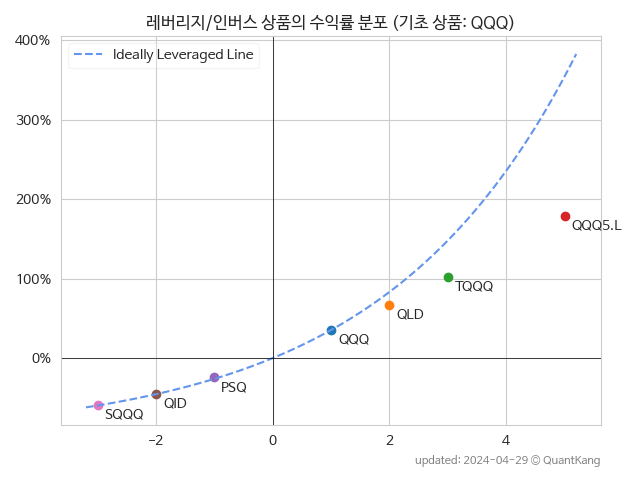 레버리지/인버스 상품의 수익률 분포 (기초 상품: QQQ)
400%
Ideally Leveraged Line
300%
200%
QQQ5.L
100%
TQQQ
QLD
QQQ
0%
PSQ
QID
SQQQ
−2 0 2 4
updated: 2024-04-29 © QuantKang